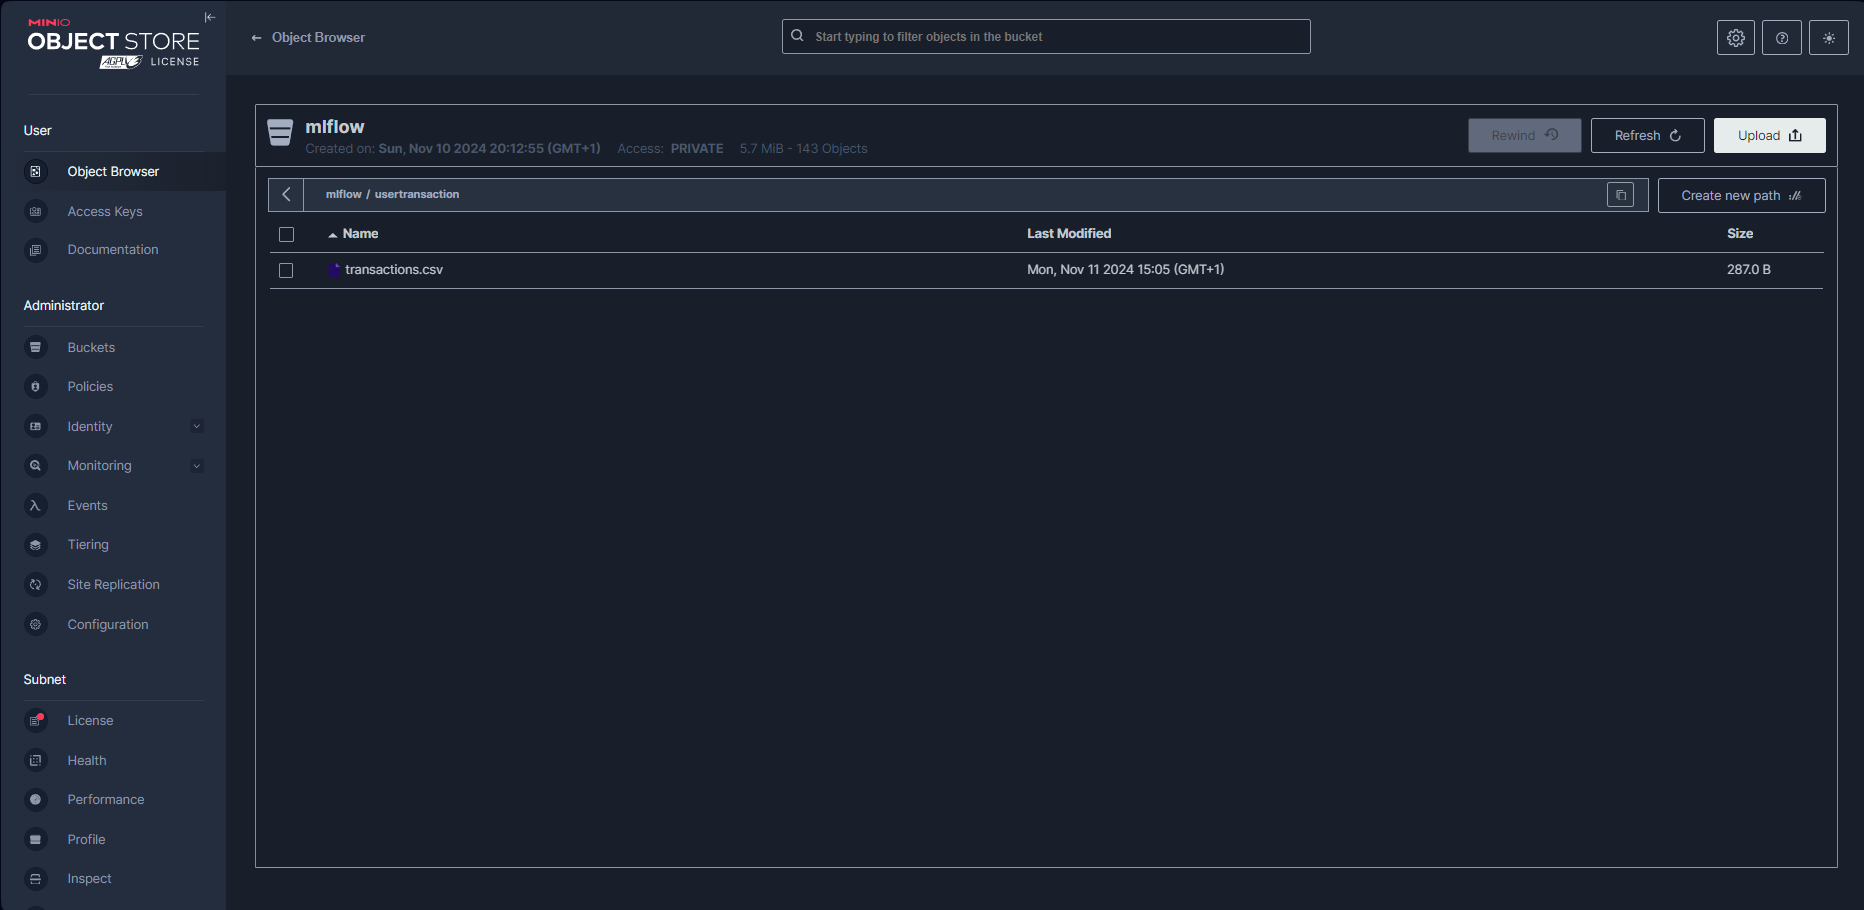 MINIO
OBJECT STORE
AGPLv3 LICENSE
User
Object Browser
Access Keys
Documentation
Administrator
Buckets
Policies
Identity
Monitoring
Events
Tiering
Site Replication
Configuration
Subnet
License
Health
Performance
Profile
Inspect
← Object Browser
Start typing to filter objects in the bucket
mlflow
Created on: Sun, Nov 10 2024 20:12:55 (GMT+1) Access: PRIVATE 5.7 MiB - 143 Objects
Rewind
Refresh
Upload
mlflow / usertransaction
Create new path
Name Last Modified Size
transactions.csv Mon, Nov 11 2024 15:05 (GMT+1) 287.0 B